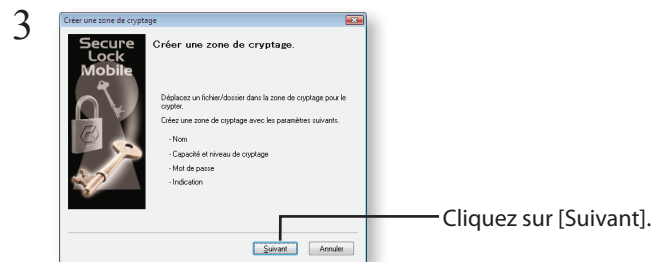 3
Créer une zone de cryptage
Secure
Lock
Mobile
Créer une zone de cryptage.
Déplacez un fichier/dossier dans la zone de cryptage pour le
crypter.
Créez une zone de cryptage avec les paramètres suivants.
- Nom
- Capacité et niveau de cryptage
- Mot de passe
- Indication
Cliquez sur [Suivant].
Suivant
Annuler